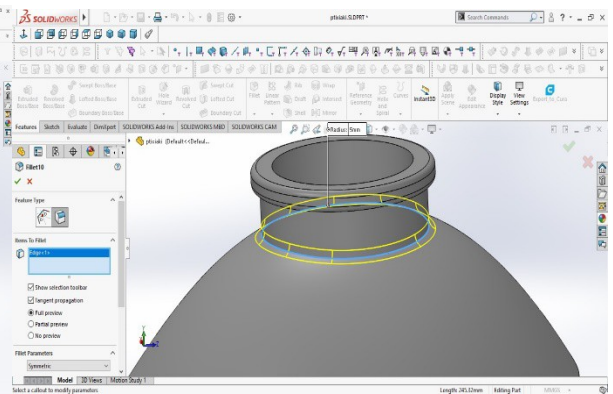 SOLIDWORKS
ptisiaki.SLDPRT *
Search Commands
Extruded Boss/Base
Revolved Boss/Base
Swept Boss/Base
Lofted Boss/Base
Boundary Boss/Base
Extruded Cut
Hole Wizard
Revolved Cut
Swept Cut
Lofted Cut
Boundary Cut
Fillet
Linear Pattern
Rib
Draft
Shell
Wrap
Intersect
Mirror
Reference Geometry
Curves
Instant3D
Display Style
View Settings
Features Sketch Evaluate DimXpert SOLIDWORKS Add-Ins SOLIDWORKS MBD SOLIDWORKS CAM
Radius: 5mm
Fillet10
Feature Type
Items To Fillet
Edge<1>
Show selection toolbar
Tangent propagation
Full preview
Partial preview
No preview
Fillet Parameters
Symmetric
Model 3D Views Motion Study 1
Select a callout to modify parameters.
Length: 245.32mm Editing Part MMGS